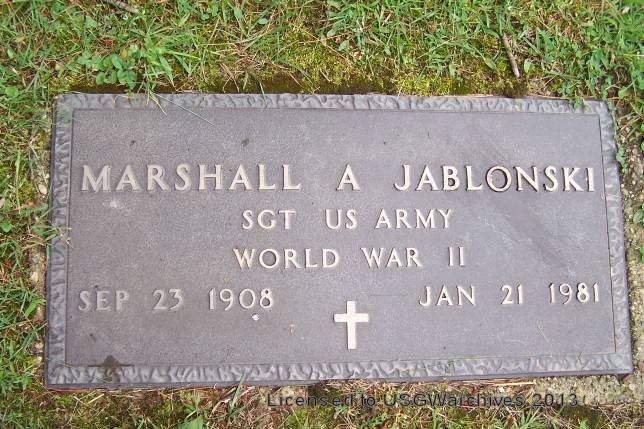 MARSHALL A JABLONSKI
SGT US ARMY
WORLD WAR II
SEP 23 1908 JAN 21 1981
Licensed to USGWarchives 2013